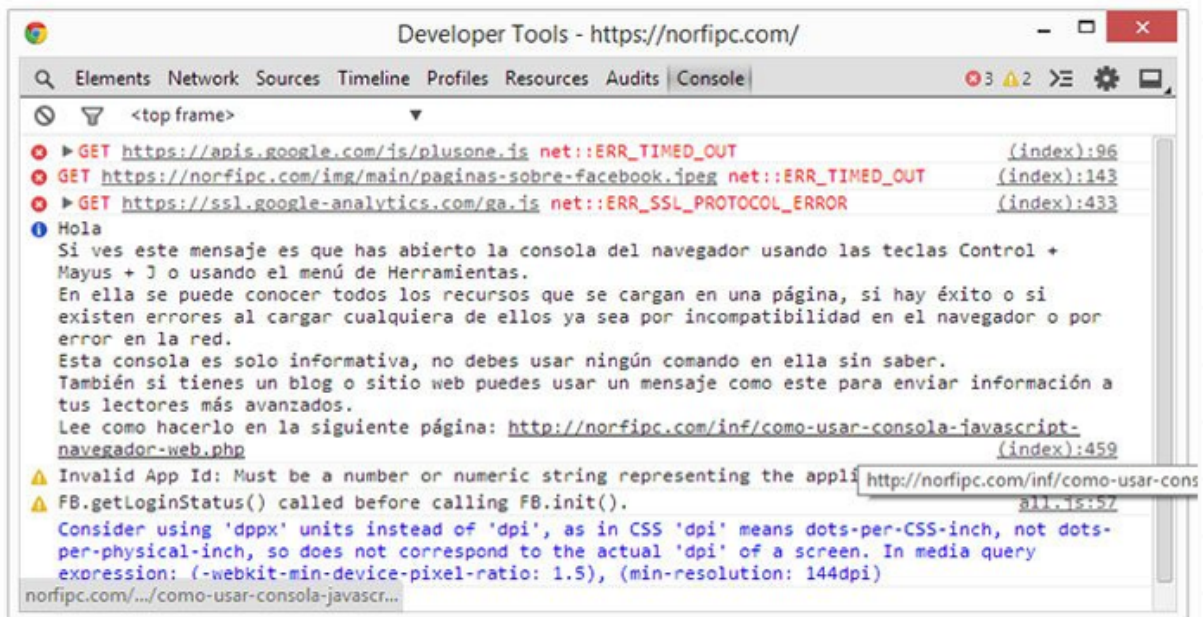 Developer Tools - https://norfipc.com/
Elements Network Sources Timeline Profiles Resources Audits Console 3 2
<top frame>
GET https://apis.google.com/js/plusone.js net::ERR_TIMED_OUT (index):96
GET https://norfipc.com/img/main/paginas-sobre-facebook.jpeg net::ERR_TIMED_OUT (index):143
GET https://ssl.google-analytics.com/ga.js net::ERR_SSL_PROTOCOL_ERROR (index):433
Hola
Si ves este mensaje es que has abierto la consola del navegador usando las teclas Control +
Mayus + J o usando el menú de Herramientas.
En ella se puede conocer todos los recursos que se cargan en una página, si hay éxito o si
existen errores al cargar cualquiera de ellos ya sea por incompatibilidad en el navegador o por
error en la red.
Esta consola es solo informativa, no debes usar ningún comando en ella sin saber.
También si tienes un blog o sitio web puedes usar un mensaje como este para enviar información a
tus lectores más avanzados.
Lee como hacerlo en la siguiente página: http://norfipc.com/inf/como-usar-consola-javascript-
navegador-web.php (index):459
Invalid App Id: Must be a number or numeric string representing the appli
http://norfipc.com/inf/como-usar-cons
FB.getLoginStatus() called before calling FB.init(). all.js:57
Consider using 'dppx' units instead of 'dpi', as in CSS 'dpi' means dots-per-CSS-inch, not dots-
per-physical-inch, so does not correspond to the actual 'dpi' of a screen. In media query
expression: (-webkit-min-device-pixel-ratio: 1.5), (min-resolution: 144dpi)
norfipc.com/.../como-usar-consola-javascr...